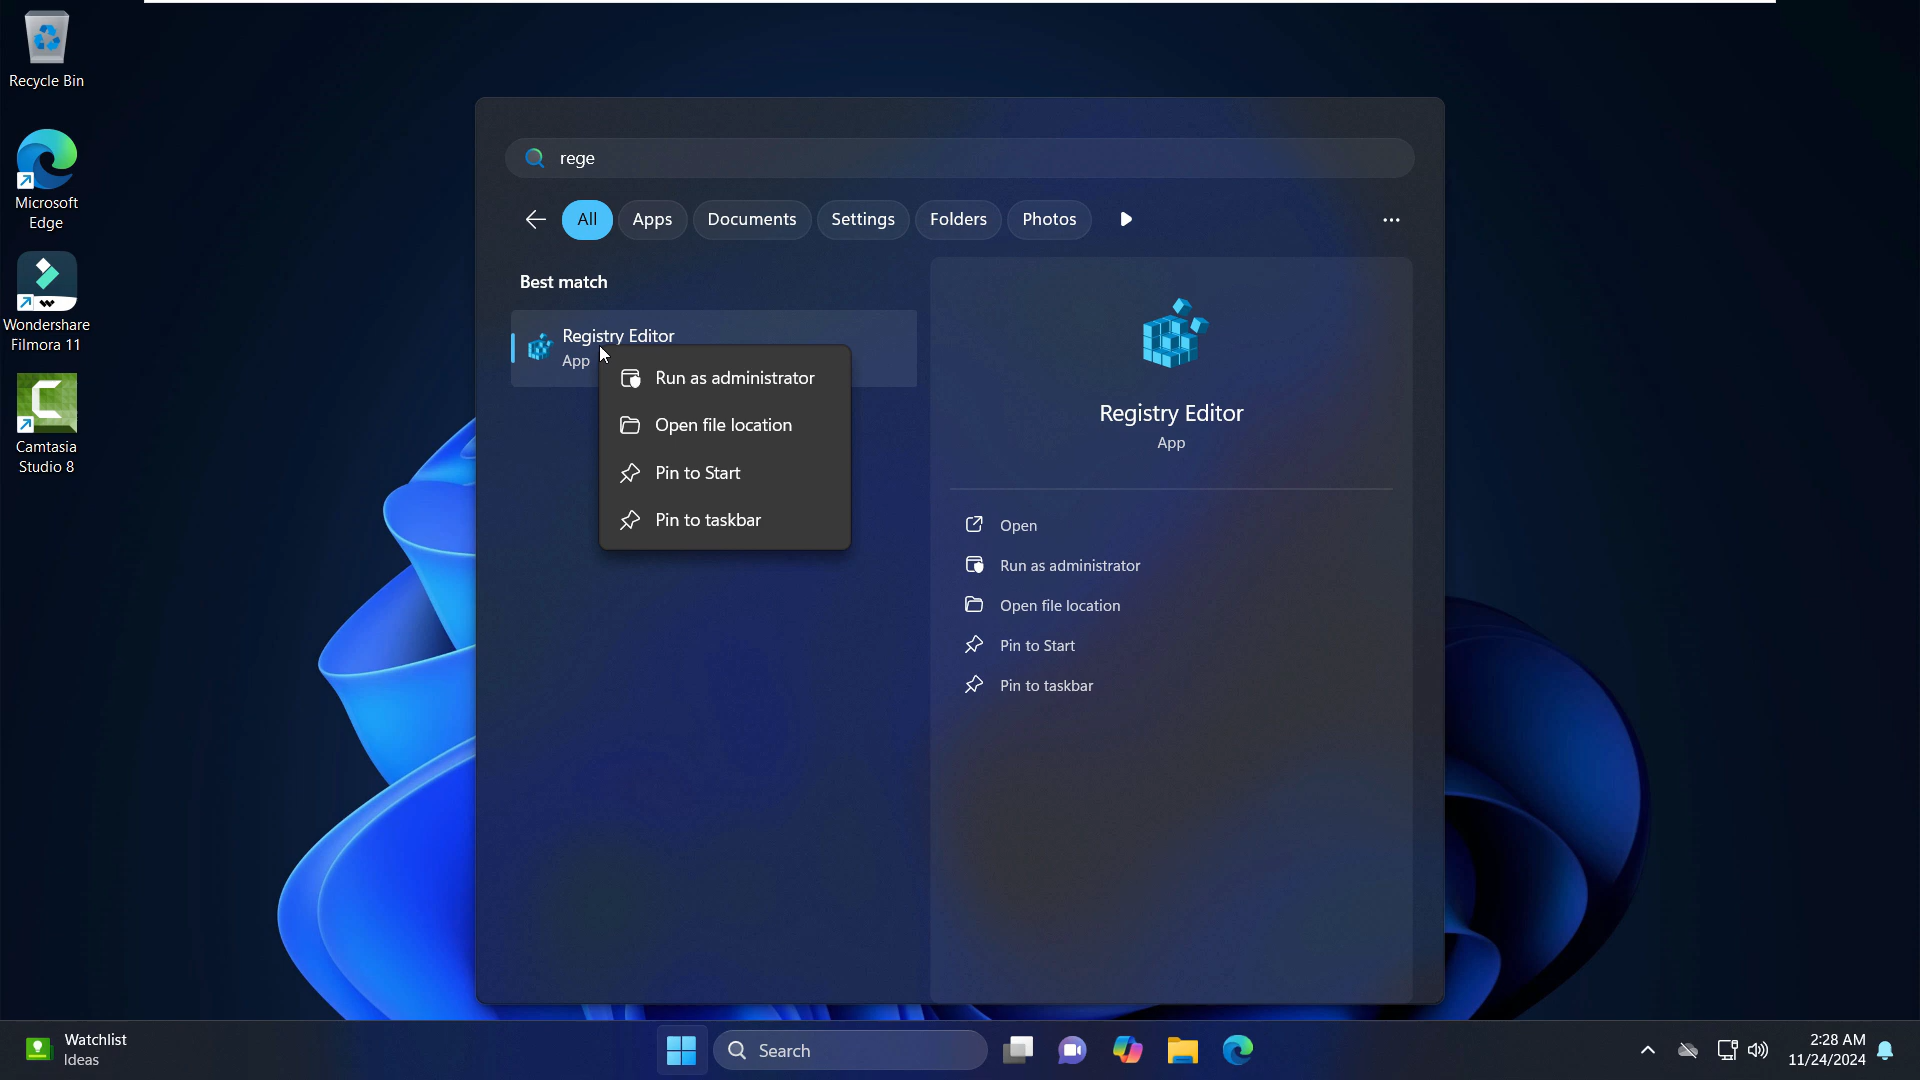 Recycle Bin
Microsoft
Edge
Wondershare
Filmora 11
Camtasia
Studio 8
rege
All Apps Documents Settings Folders Photos
Best match
Registry Editor
App
Run as administrator
Open file location
Pin to Start
Pin to taskbar
Registry Editor
App
Open
Run as administrator
Open file location
Pin to Start
Pin to taskbar
Watchlist
Ideas
Search
2:28 AM
11/24/2024